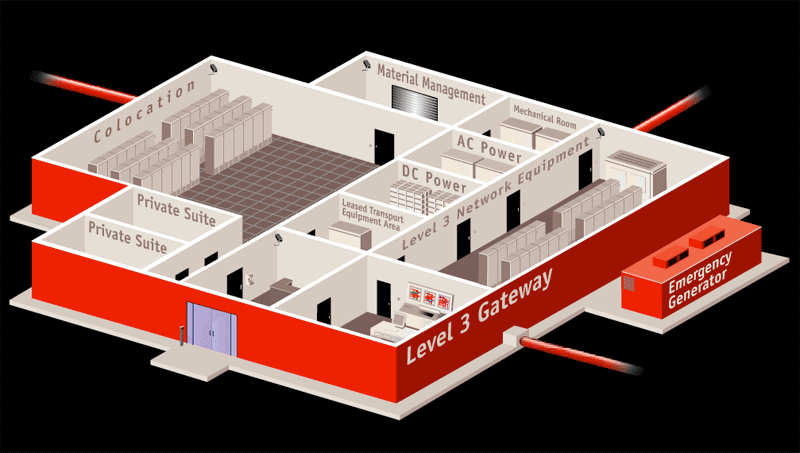 Colocation
Material Management
Mechanical Room
AC Power
DC Power
Level 3 Network Equipment
Leased Transport
Equipment Area
Private Suite
Private Suite
Level 3 Gateway
Emergency
Generator